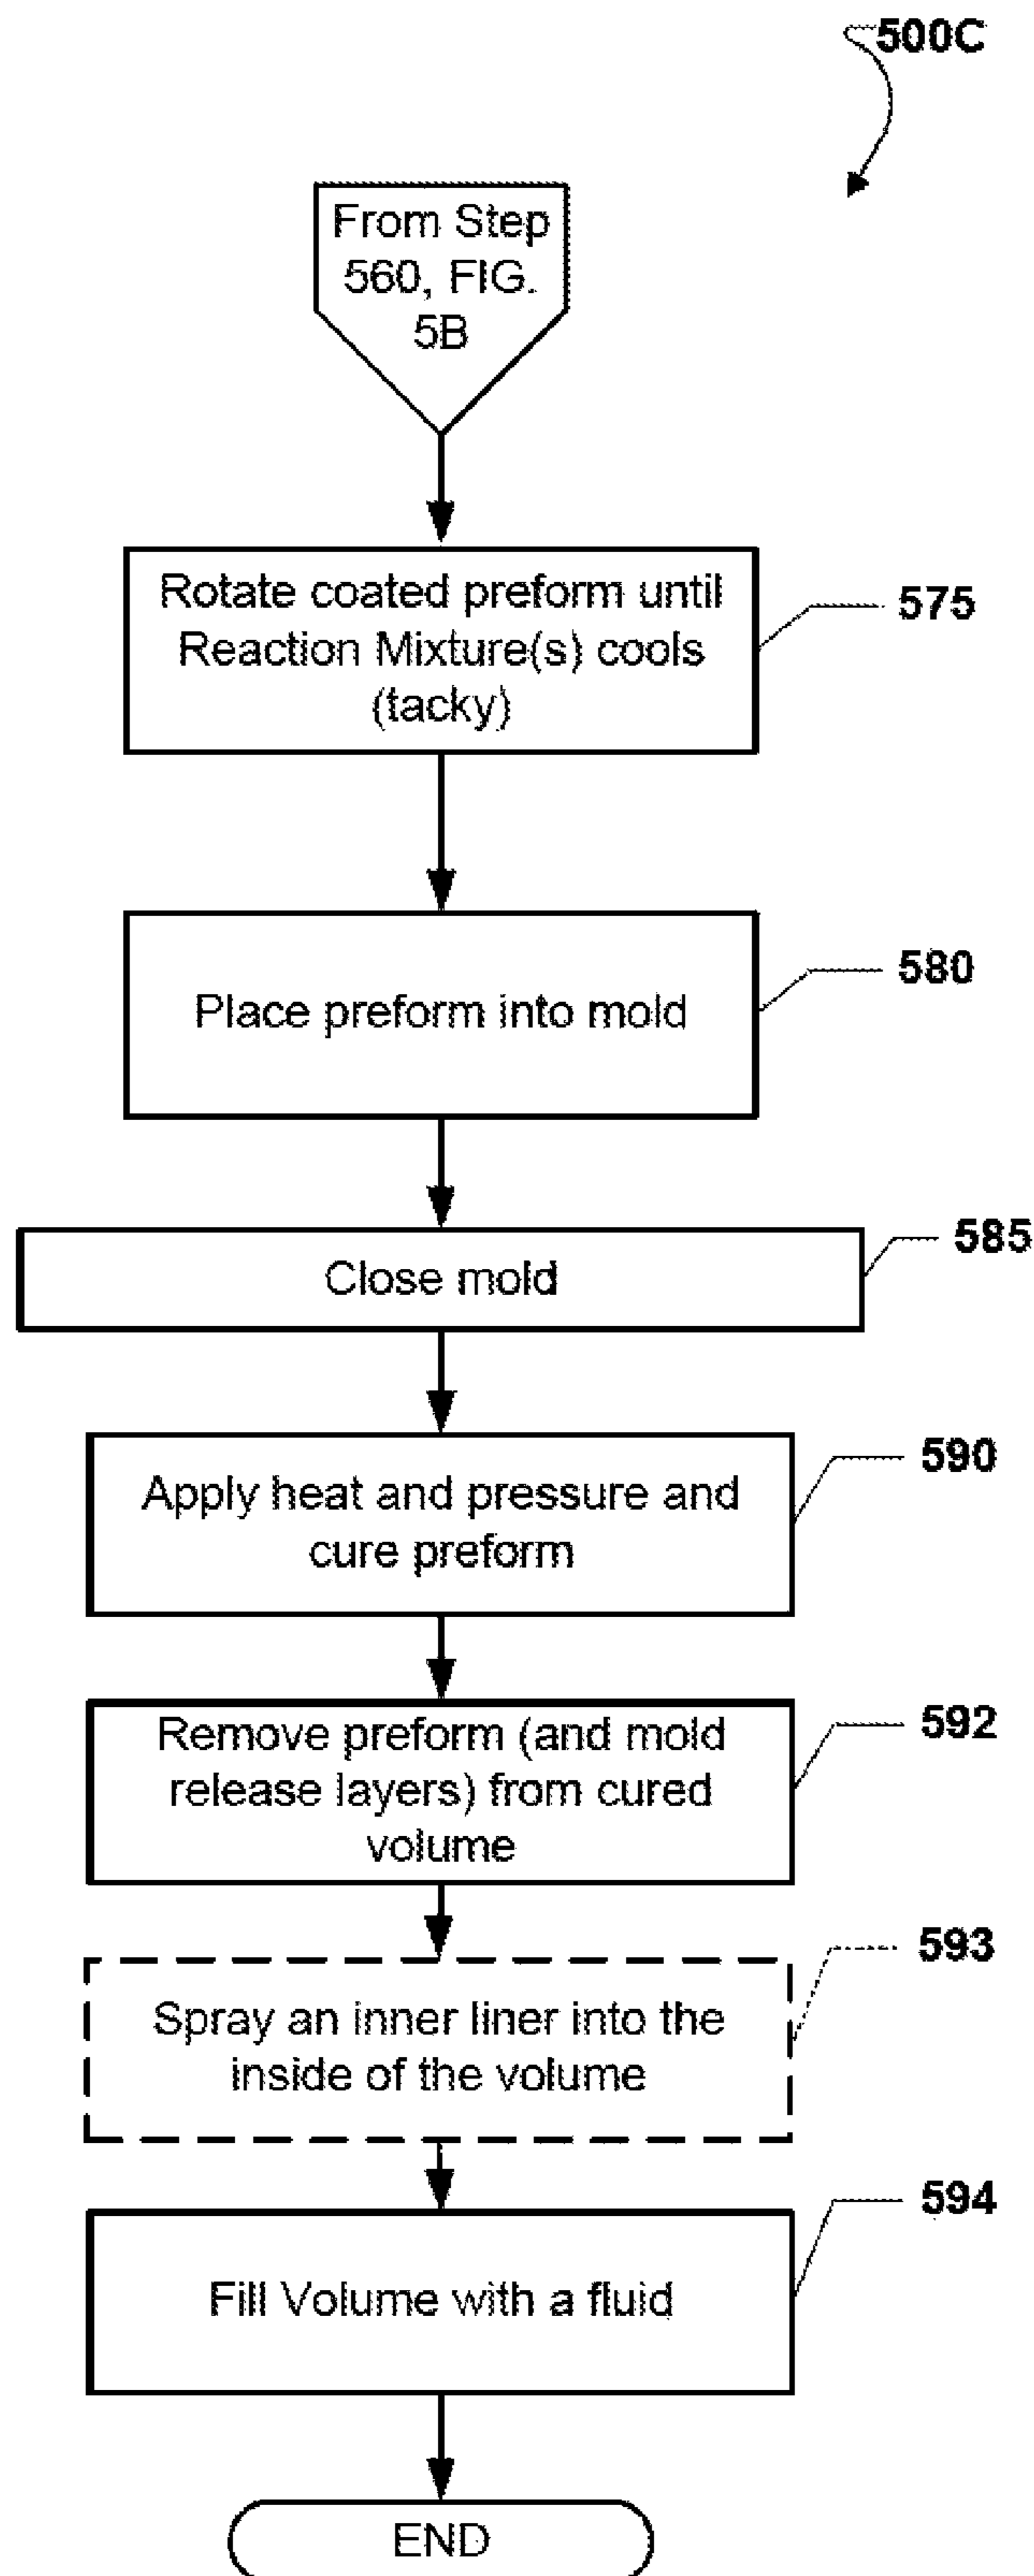 500C
From Step
560, FIG.
5B
Rotate coated preform until
Reaction Mixture(s) cools
(tacky)
575
Place preform into mold
580
Close mold
585
Apply heat and pressure and
cure preform
590
Remove preform (and mold
release layers) from cured
volume
592
Spray an inner liner into the
inside of the volume
593
Fill Volume with a fluid
594
END